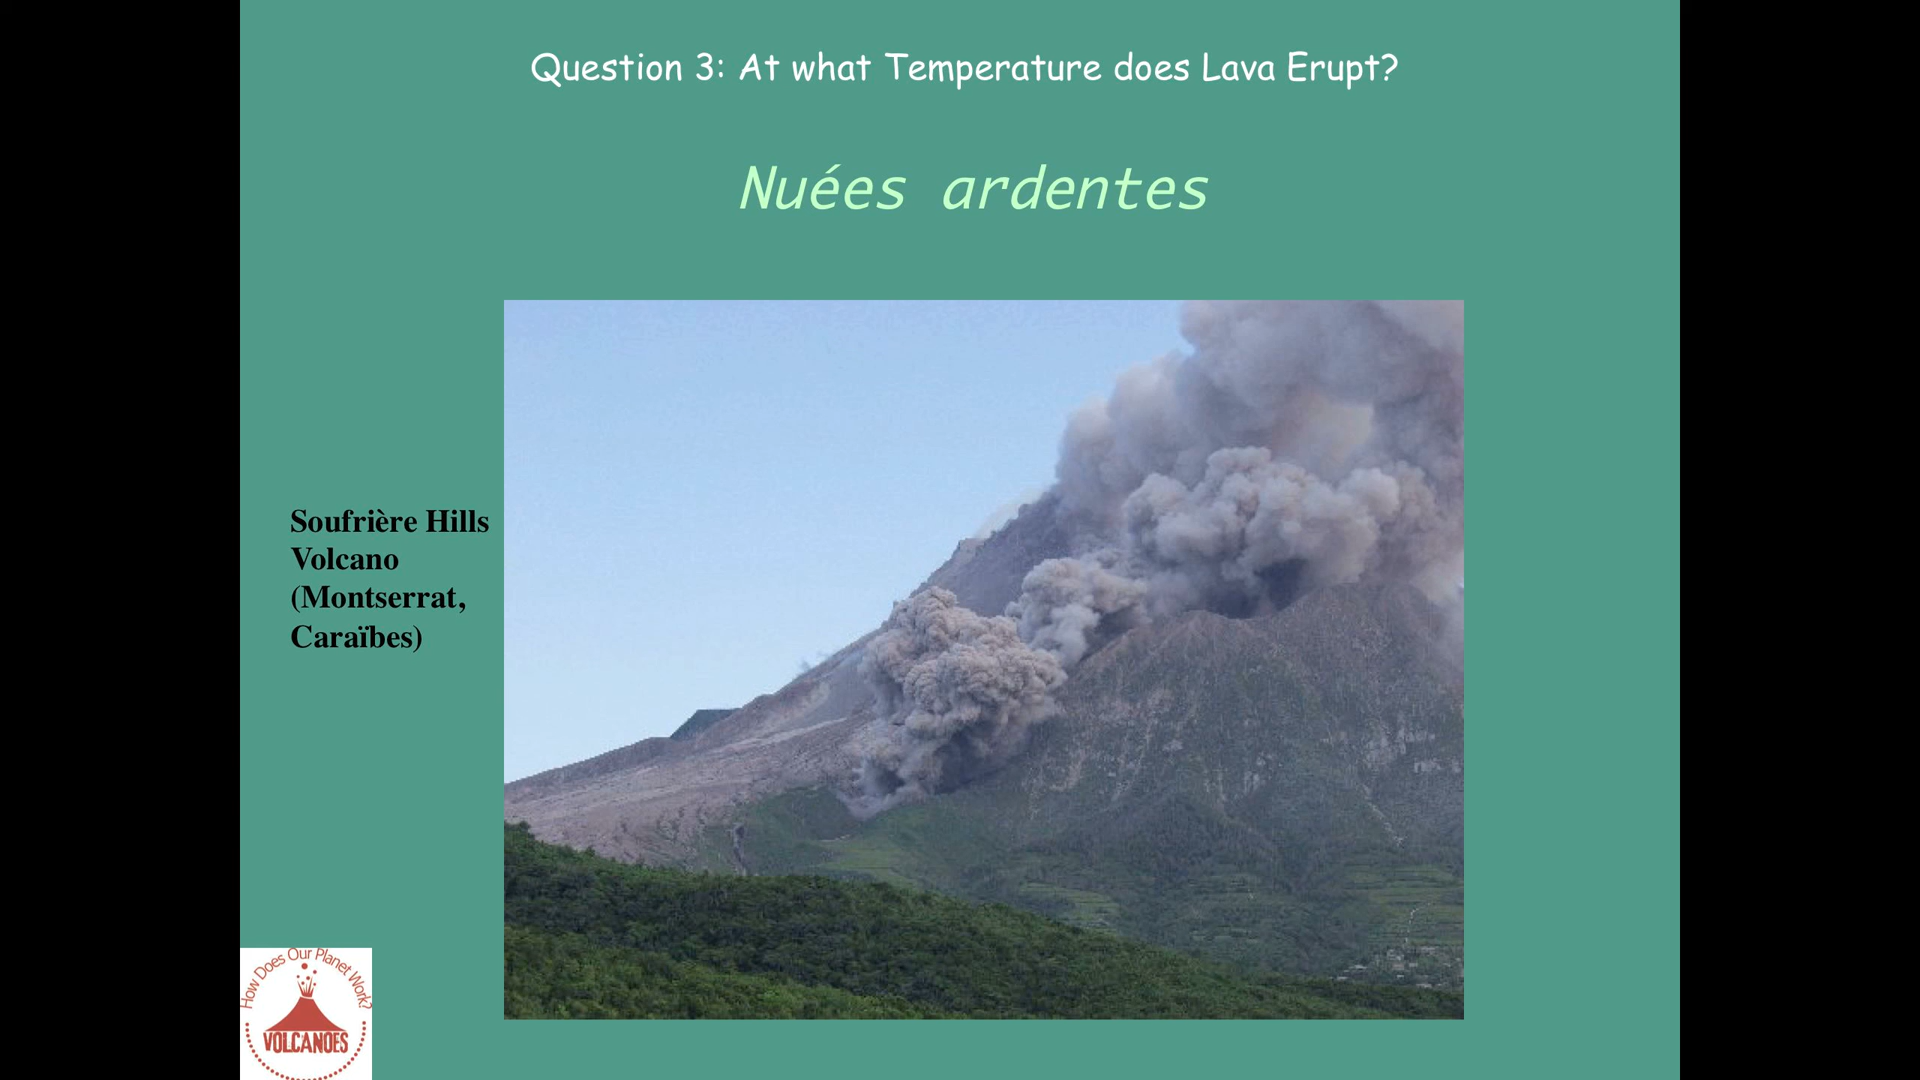 Question 3: At what Temperature does Lava Erupt?
Nuées ardentes
Soufrière Hills
Volcano
(Montserrat,
Caraïbes)
How Does Our Planet Work?
VOLCANOES